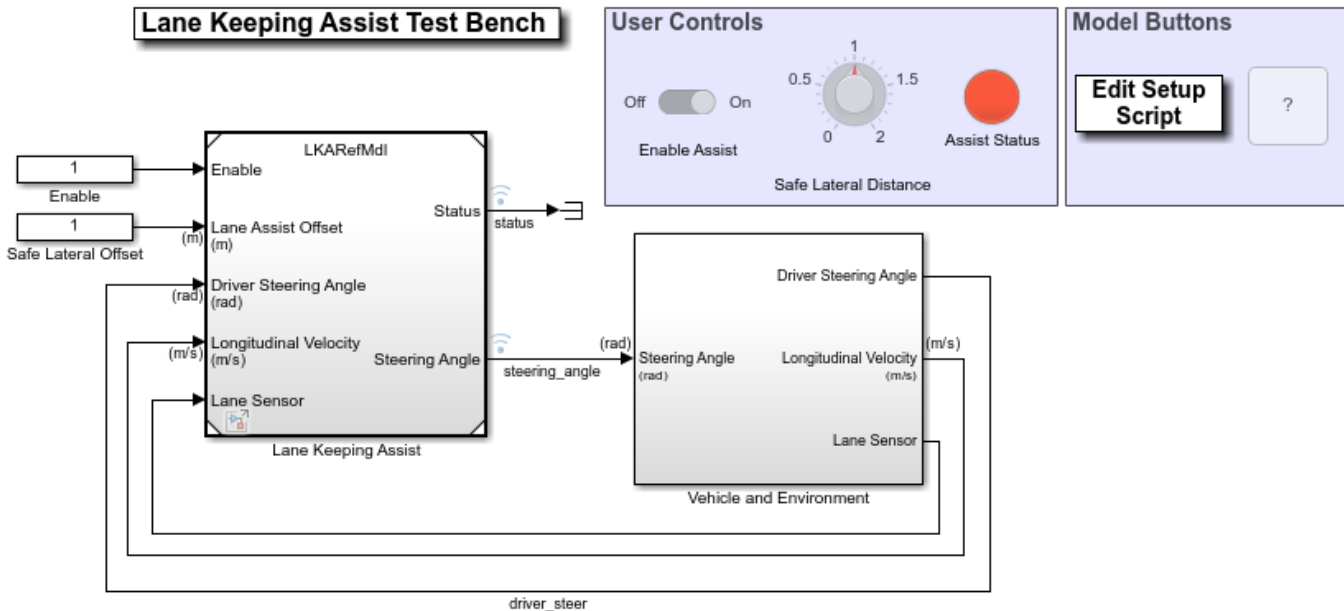 Lane Keeping Assist Test Bench
User Controls
Off
On
Enable Assist
0
0.5
1
1.5
2
Safe Lateral Distance
Assist Status
Model Buttons
Edit Setup
Script
?
1
Enable
1
Safe Lateral Offset
(m)
(rad)
(m/s)
LKARefMdl
Enable
Lane Assist Offset
(m)
Driver Steering Angle
(rad)
Longitudinal Velocity
(m/s)
Lane Sensor
Status
Steering Angle
Lane Keeping Assist
status
steering_angle
(rad)
Steering Angle
(rad)
Driver Steering Angle
Longitudinal Velocity
(m/s)
Lane Sensor
(m/s)
Vehicle and Environment
driver_steer